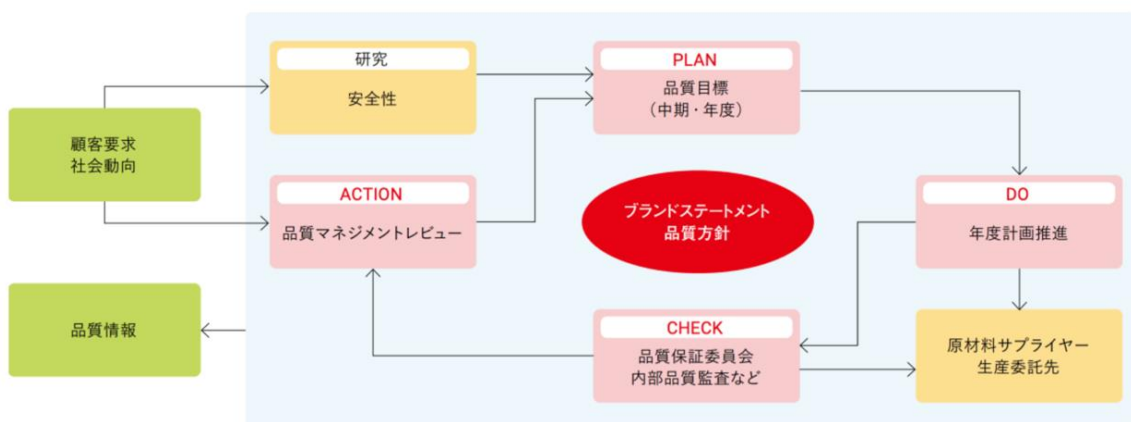 研究
安全性
PLAN
品質目標
（中期・年度）
顧客要求
社会動向
ACTION
品質マネジメントレビュー
ブランドステートメント
品質方針
DO
年度計画推進
品質情報
CHECK
品質保証委員会
内部品質監査など
原材料サプライヤー
生産委託先